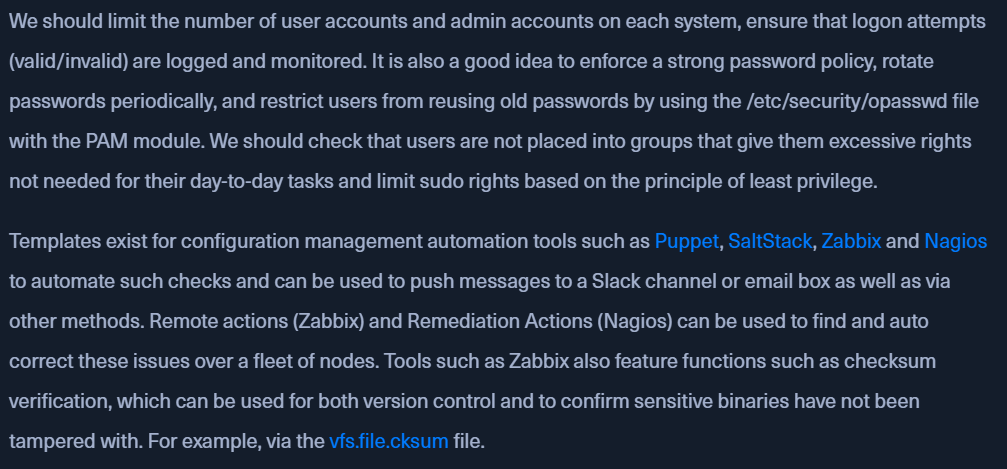 We should limit the number of user accounts and admin accounts on each system, ensure that logon attempts
(valid/invalid) are logged and monitored. It is also a good idea to enforce a strong password policy, rotate
passwords periodically, and restrict users from reusing old passwords by using the /etc/security/opasswd file
with the PAM module. We should check that users are not placed into groups that give them excessive rights
not needed for their day-to-day tasks and limit sudo rights based on the principle of least privilege.
Templates exist for configuration management automation tools such as Puppet, SaltStack, Zabbix and Nagios
to automate such checks and can be used to push messages to a Slack channel or email box as well as via
other methods. Remote actions (Zabbix) and Remediation Actions (Nagios) can be used to find and auto
correct these issues over a fleet of nodes. Tools such as Zabbix also feature functions such as checksum
verification, which can be used for both version control and to confirm sensitive binaries have not been
tampered with. For example, via the vfs.file.cksum file.